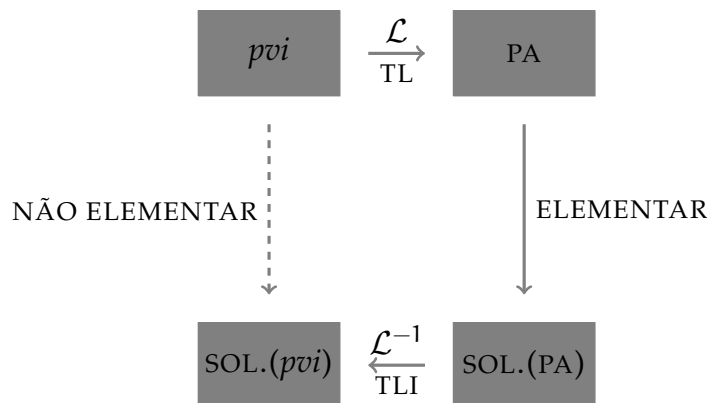 pvi
ℒ
TL
PA
NÃO ELEMENTAR
ELEMENTAR
SOL.(pvi)
ℒ⁻¹
TLI
SOL.(PA)